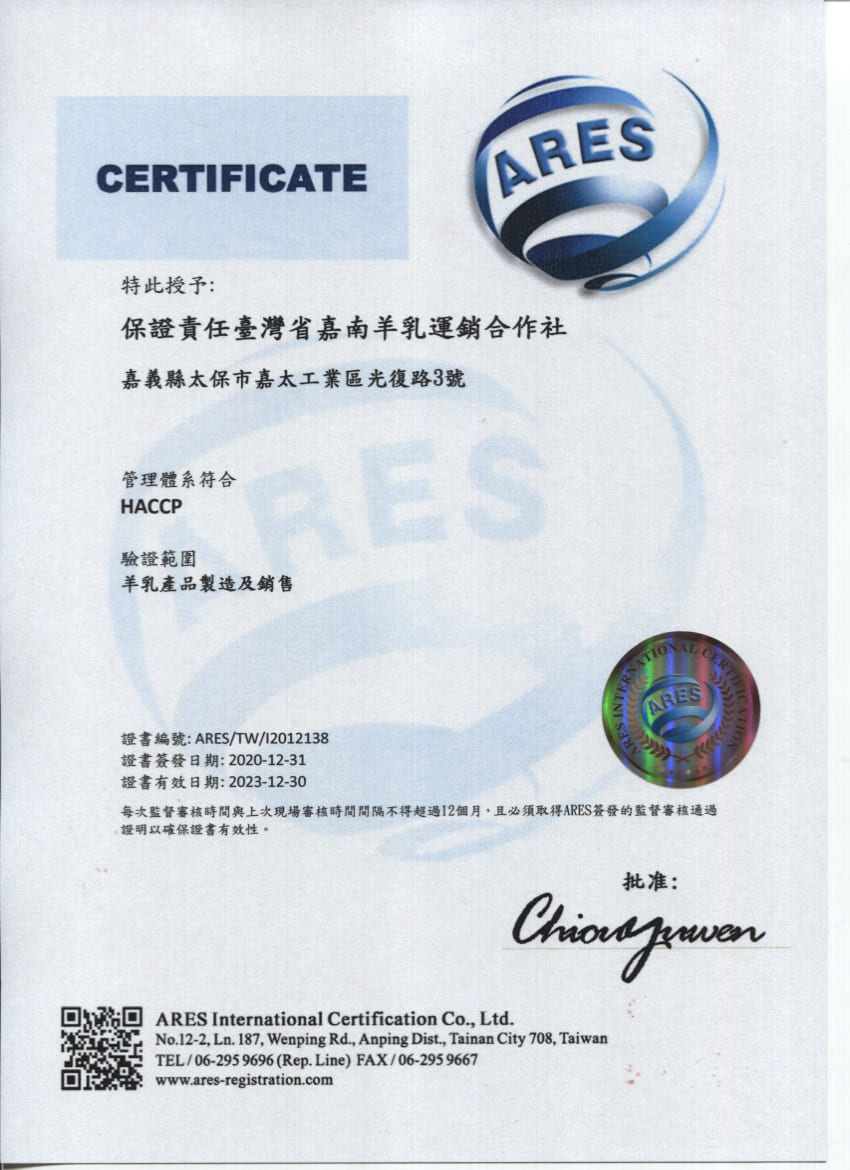 CERTIFICATE
ARES
特此授予:
保證責任臺灣省嘉南羊乳運銷合作社
嘉義縣太保市嘉太工業區光復路3號
ARES
管理體系符合
HACCP
驗證範圍
羊乳產品製造及銷售
ARES INTERNATIONAL CERTIFICATION
ARES
證書編號: ARES/TW/I2012138
證書簽發日期: 2020-12-31
證書有效日期: 2023-12-30
每次監督審核時間與上次現場審核時間間隔不得超過12個月，且必須取得ARES簽發的監督審核通過
證明以確保證書有效性。
批准:
ARES International Certification Co., Ltd.
No.12-2, Ln. 187, Wenping Rd., Anping Dist., Tainan City 708, Taiwan
TEL / 06-295 9696 (Rep. Line) FAX / 06-295 9667
www.ares-registration.com